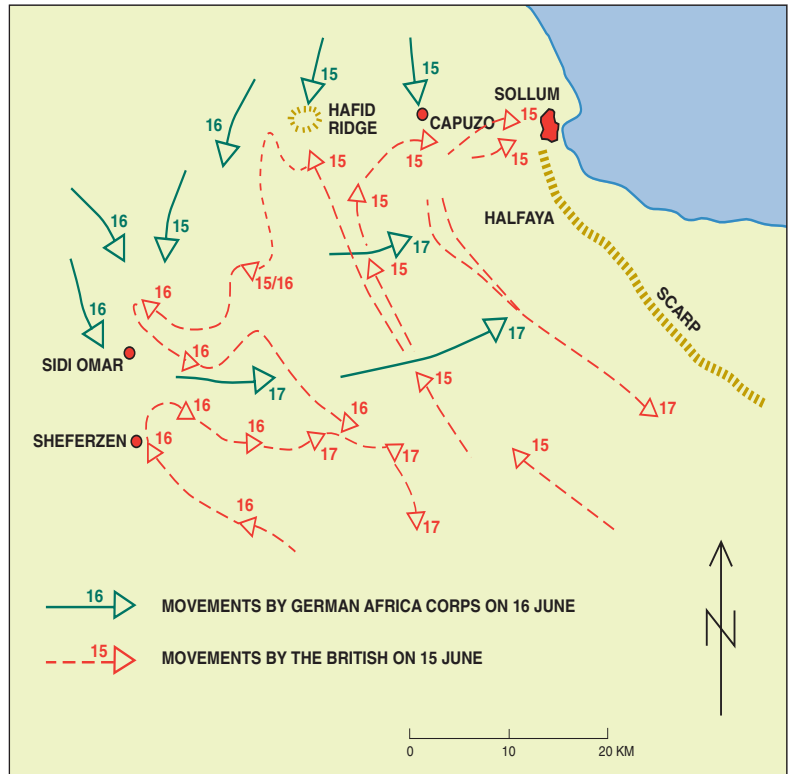 15
15
SOLLUM
HAFID
RIDGE
CAPUZO
15
16
15
15
15
15
HALFAYA
16
15
17
15
15/16
16
16
SCARP
17
16
SIDI OMAR
17
15
16
16
17
SHEFERZEN
16
16
17
17
15
16
17
16
MOVEMENTS BY GERMAN AFRICA CORPS ON 16 JUNE
15
MOVEMENTS BY THE BRITISH ON 15 JUNE
N
0 10 20 KM